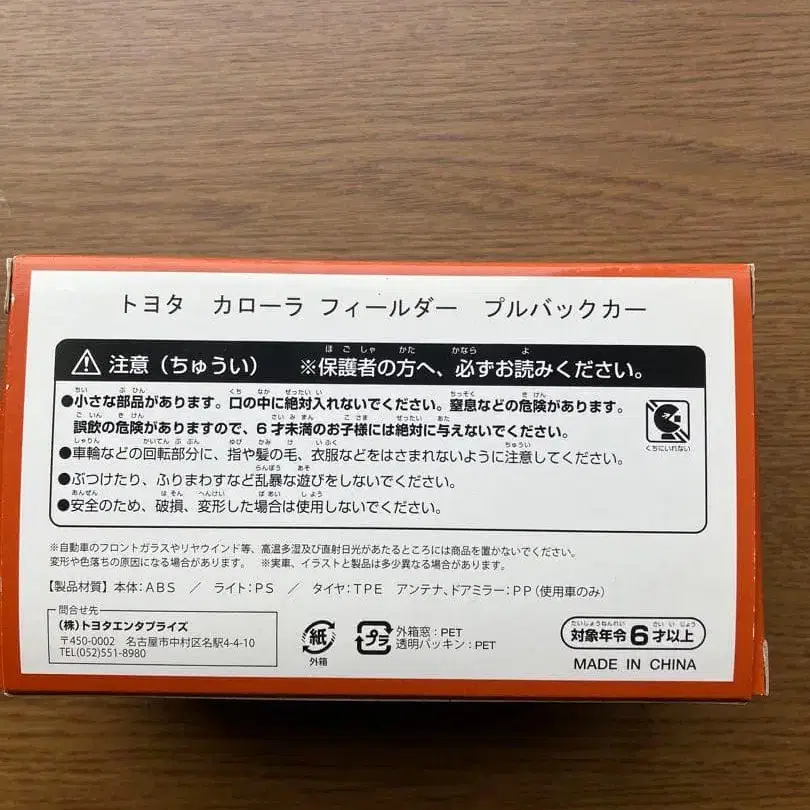 トヨタ カローラ フィールダー プルバックカー
注意（ちゅうい） ※保護者の方へ、必ずお読みください。
●小さな部品があります。口の中に絶対入れないでください。窒息などの危険があります。
誤飲の危険がありますので、6才未満のお子様には絶対に与えないでください。
●車輪などの回転部分に、指や髪の毛、衣服などをはさまれないように注意してください。
●ぶつけたり、ふりまわすなど乱暴な遊びをしないでください。
●安全のため、破損、変形した場合は使用しないでください。
くちにいれない
※自動車のフロントガラスやリヤウインド等、高温多湿及び直射日光があたるところには商品を置かないでください。
変形や色落ちの原因になる場合があります。 ※実車、イラストと製品は多少異なる場合があります。
【製品材質】本体：ABS ／ ライト：PS ／ タイヤ：TPE アンテナ、ドアミラー：PP（使用車のみ）
問合せ先
（株）トヨタエンタプライズ
〒450-0002 名古屋市中村区名駅4-4-10
TEL(052)551-8980
紙
外箱
プラ
外箱窓：PET
透明パッキン：PET
対象年令6才以上
MADE IN CHINA